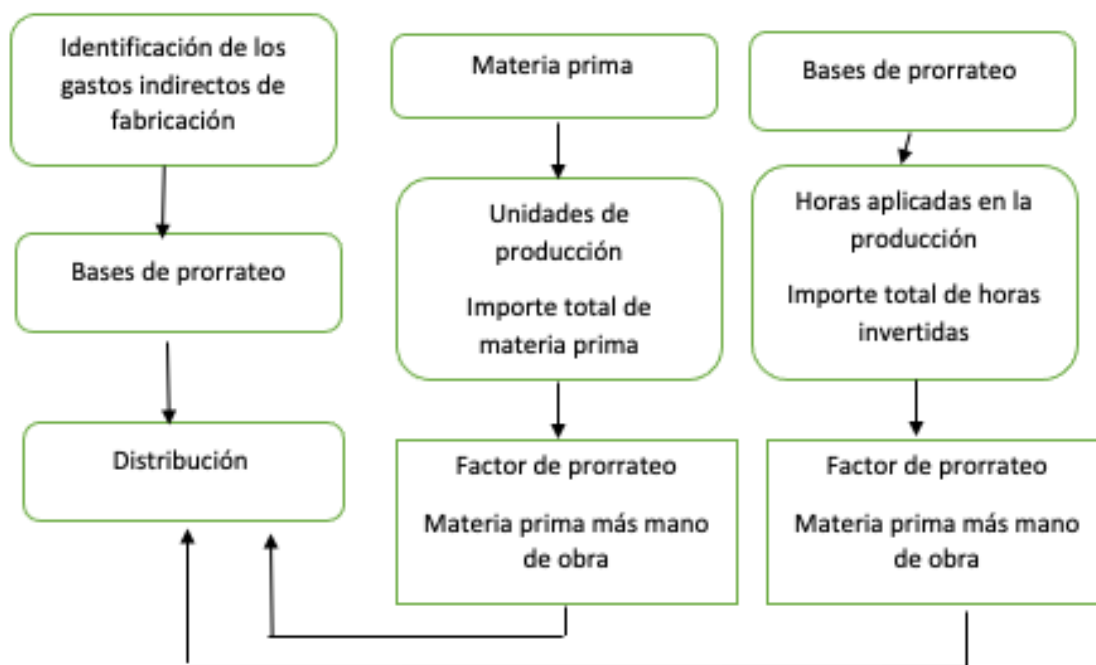 Identificación de los
gastos indirectos de
fabricación
Bases de prorrateo
Distribución
Materia prima
Unidades de
producción
Importe total de
materia prima
Factor de prorrateo
Materia prima más mano
de obra
Bases de prorrateo
Horas aplicadas en la
producción
Importe total de horas
invertidas
Factor de prorrateo
Materia prima más mano
de obra